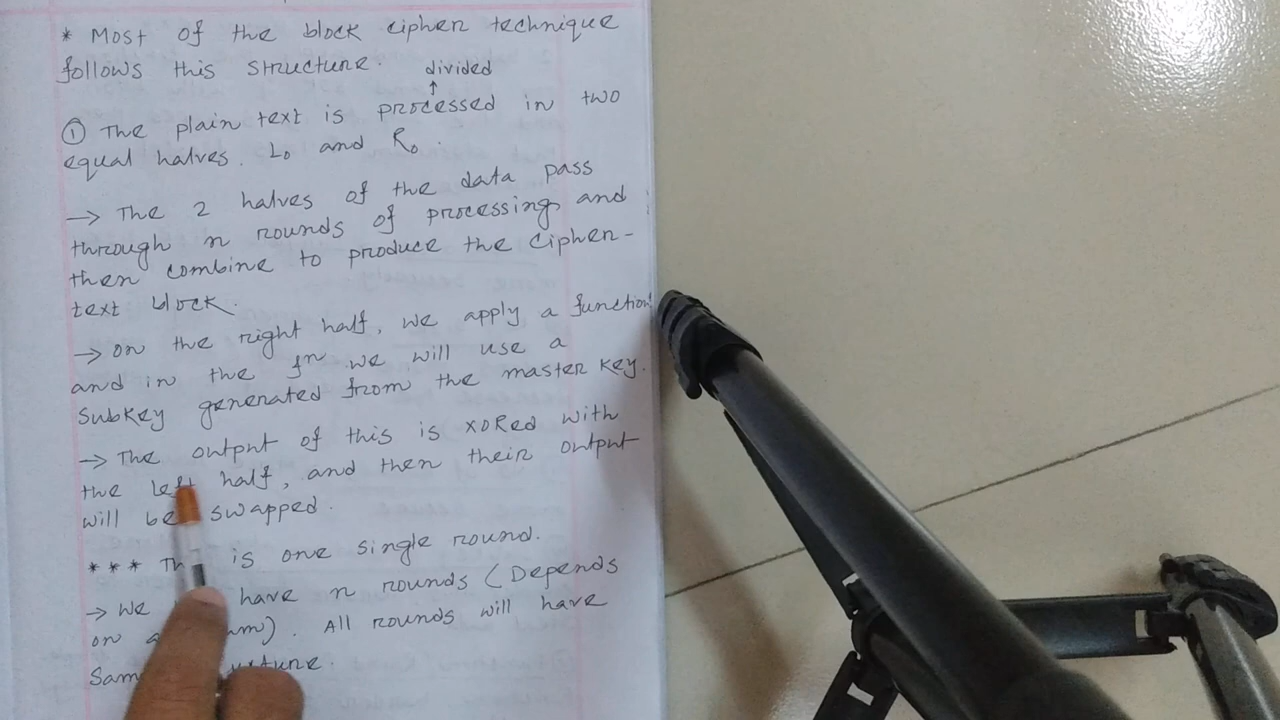 * Most of the block cipher technique
follows this structure.
divided
↑
① The plain text is processed in two
equal halves. L₀ and R₀.
→ The 2 halves of the data pass
through n rounds of processing and
then combine to produce the cipher-
text block.
→ on the right half, we apply a function
and in the fⁿ we will use a
subkey generated from the master key.
→ The output of this is XORed with
the left half, and then their output
will be swapped.
*** is one single round.
→ We have n rounds (Depends
on All rounds will have